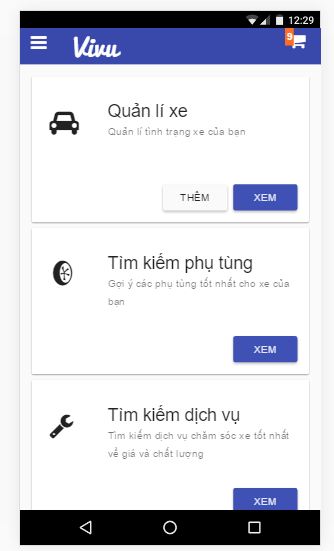 12:29
Vivu
9
Quản lí xe
Quản lí tình trạng xe của bạn
THÊM
XEM
Tìm kiếm phụ tùng
Gợi ý các phụ tùng tốt nhất cho xe của
bạn
XEM
Tìm kiếm dịch vụ
Tìm kiếm dịch vụ chăm sóc xe tốt nhất
về giá và chất lượng
XEM